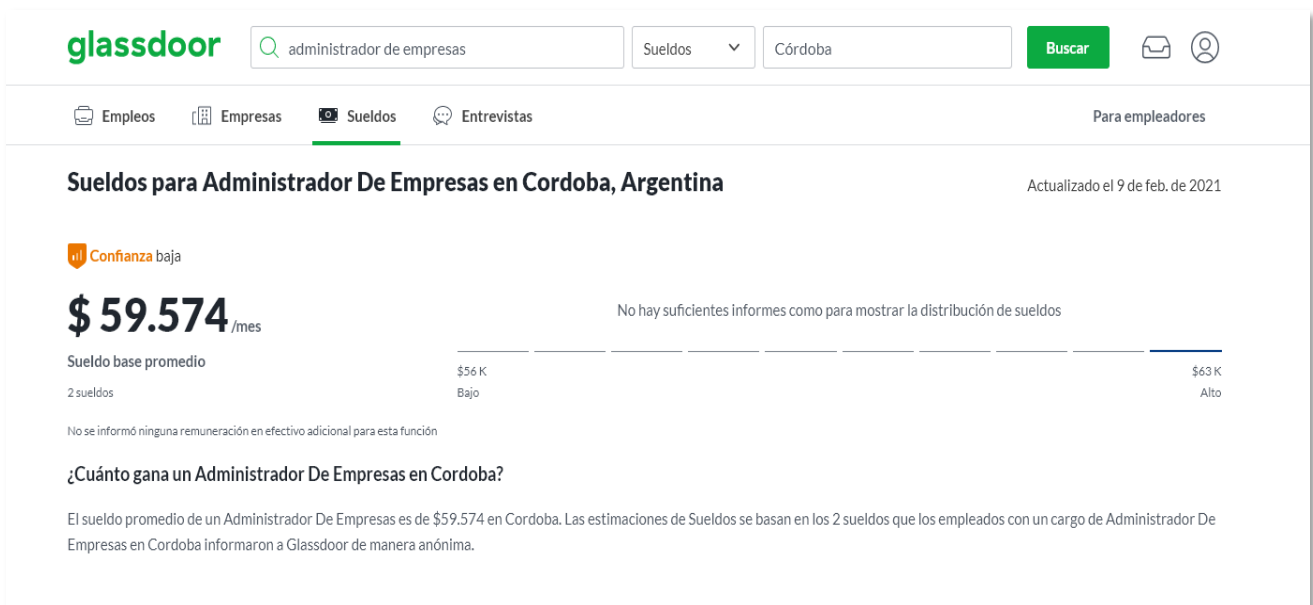 glassdoor
administrador de empresas
Sueldos
Córdoba
Buscar
Empleos
Empresas
Sueldos
Entrevistas
Para empleadores
Sueldos para Administrador De Empresas en Cordoba, Argentina
Actualizado el 9 de feb. de 2021
Confianza baja
$ 59.574 /mes
No hay suficientes informes como para mostrar la distribución de sueldos
Sueldo base promedio
2 sueldos
$56 K
Bajo
$63 K
Alto
No se informó ninguna remuneración en efectivo adicional para esta función
¿Cuánto gana un Administrador De Empresas en Cordoba?
El sueldo promedio de un Administrador De Empresas es de $59.574 en Cordoba. Las estimaciones de Sueldos se basan en los 2 sueldos que los empleados con un cargo de Administrador De
Empresas en Cordoba informaron a Glassdoor de manera anónima.